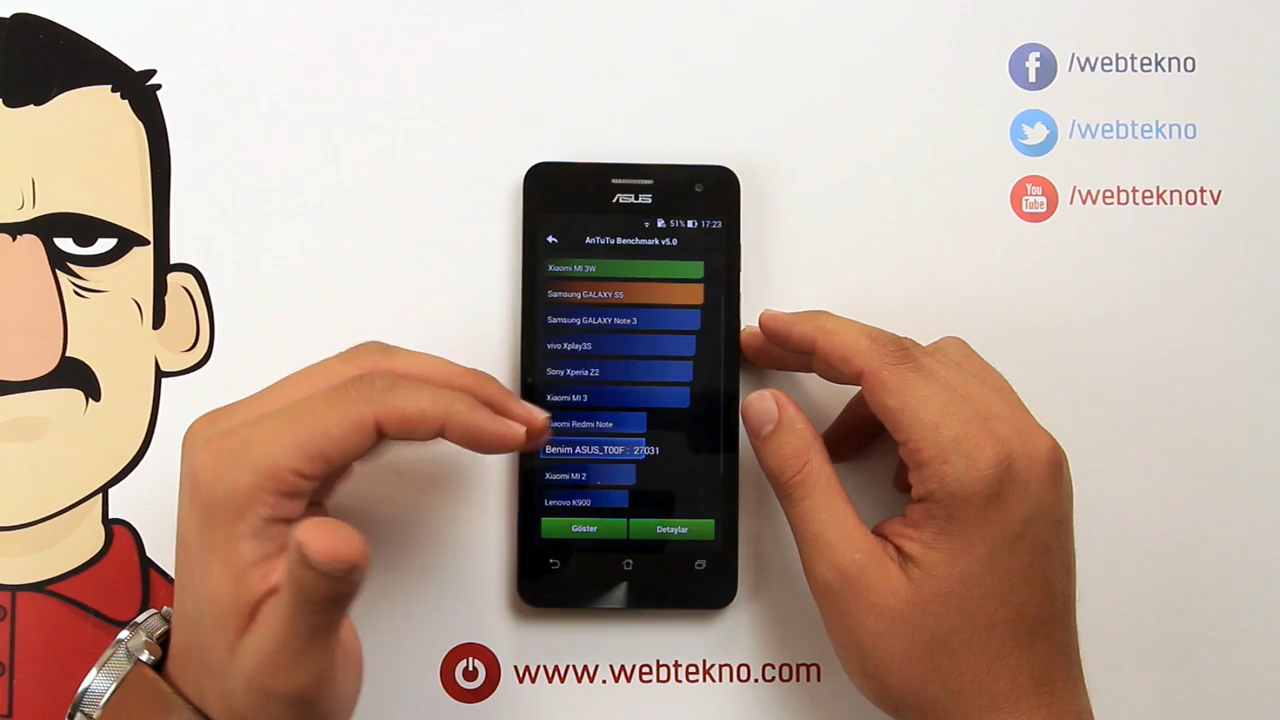 /webtekno
/webtekno
You Tube /webteknotv
ASUS
51% 17:23
AnTuTu Benchmark v5.0
Xiaomi MI 3W
Samsung GALAXY S5
Samsung GALAXY Note 3
vivo Xplay3S
Sony Xperia Z2
Xiaomi MI 3
Xiaomi Redmi Note
Benim ASUS_T00F : 27031
Xiaomi MI 2
Lenovo K900
Göster Detaylar
www.webtekno.com